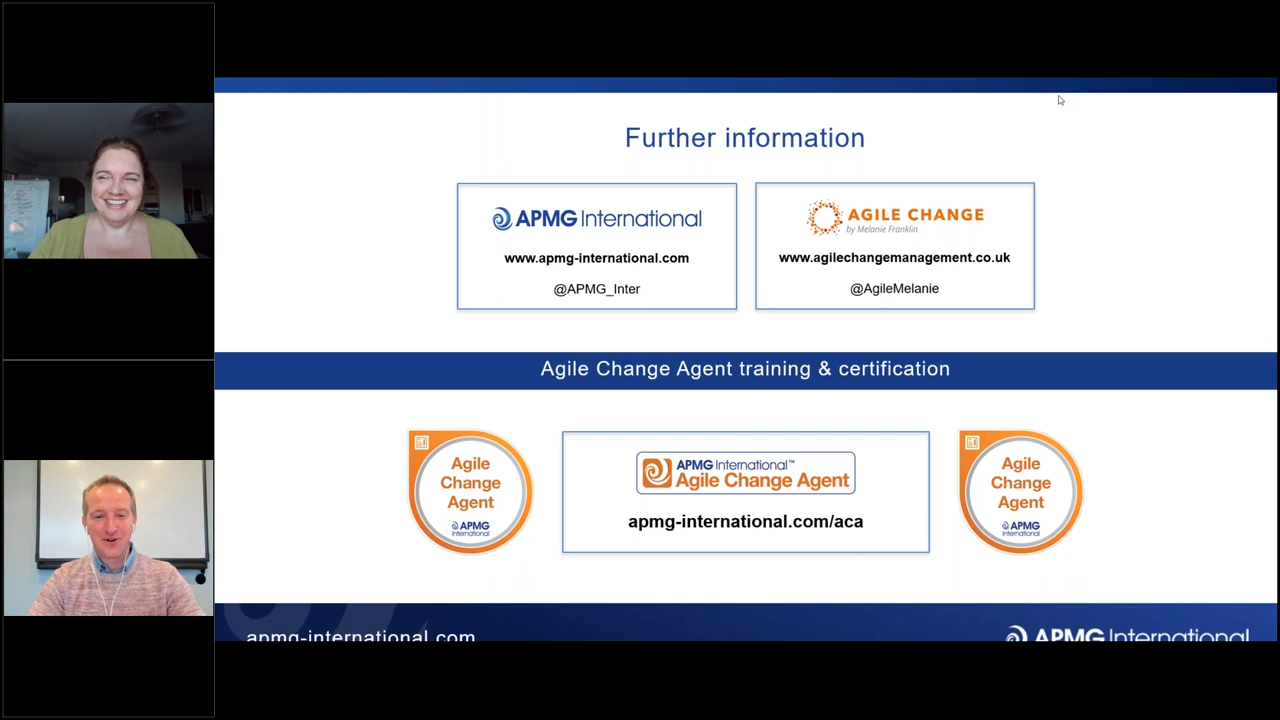 Further information
APMG International
www.apmg-international.com
@APMG_Inter
AGILE CHANGE
by Melanie Franklin
www.agilechangemanagement.co.uk
@AgileMelanie
Agile Change Agent training & certification
Agile
Change
Agent
APMG
International
APMG International™
Agile Change Agent
apmg-international.com/aca
Agile
Change
Agent
APMG
International
apmg-international.com
APMG International